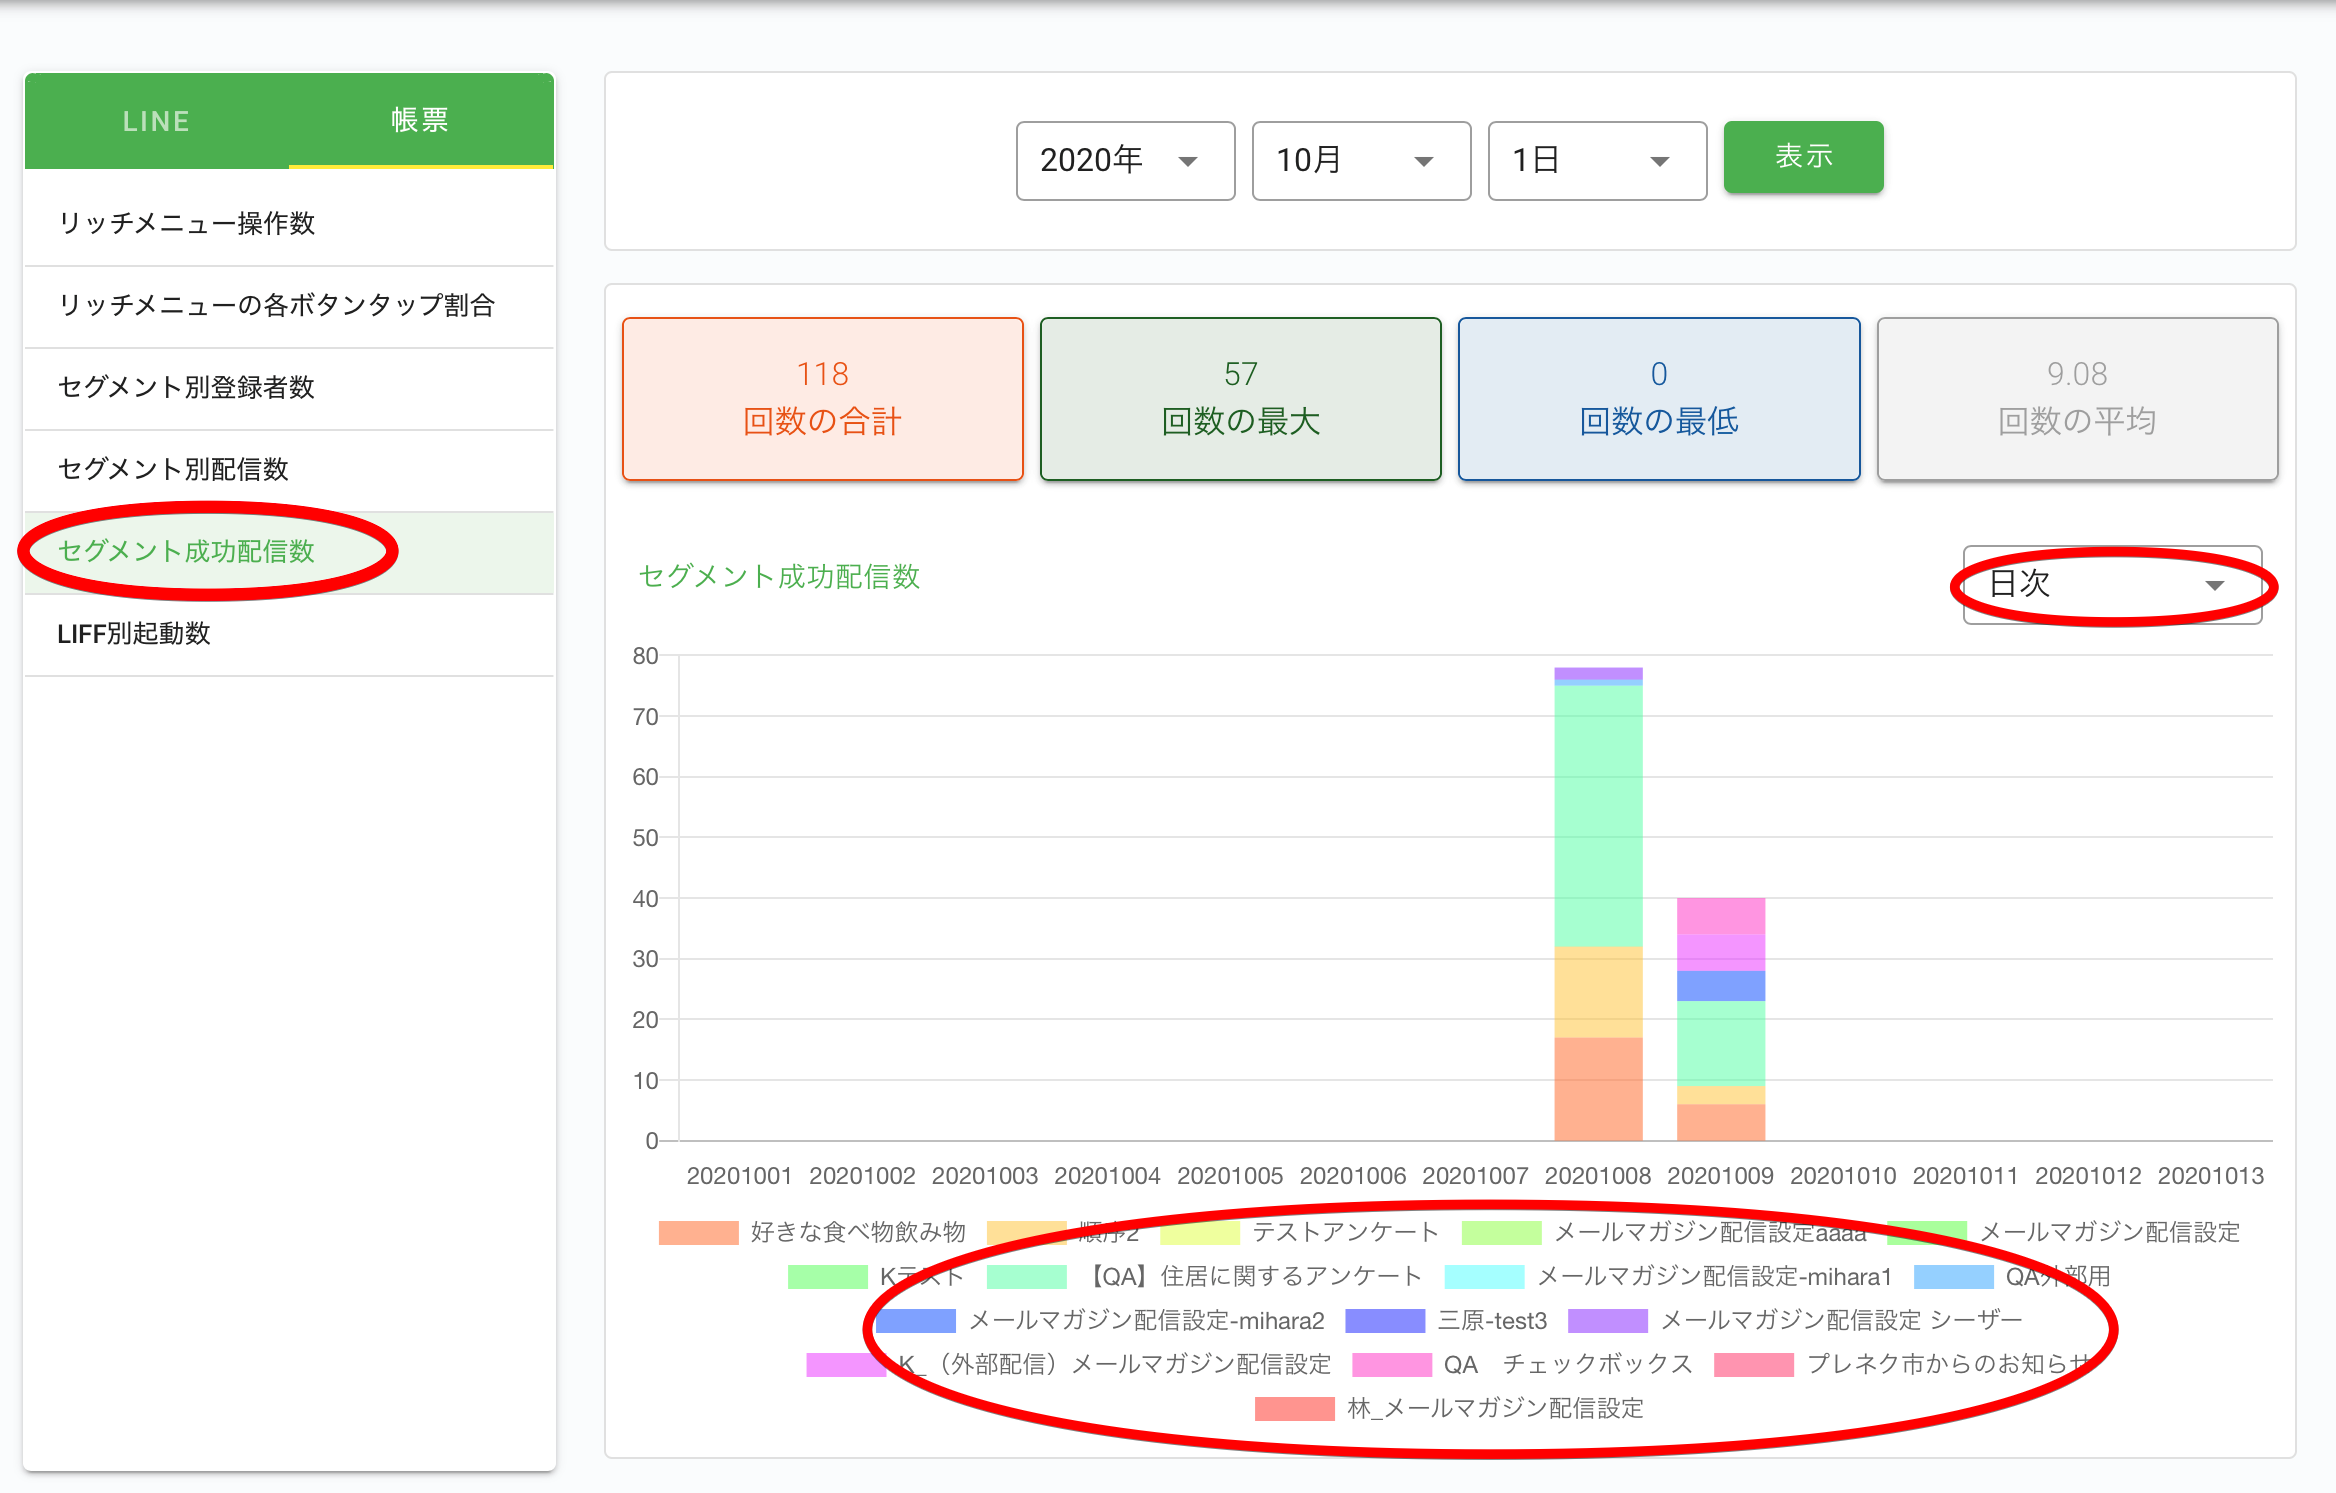 LINE 帳票
リッチメニュー操作数
リッチメニューの各ボタンタップ割合
セグメント別登録者数
セグメント別配信数
セグメント成功配信数
LIFF別起動数
2020年 10月 1日 表示
118
回数の合計
57
回数の最大
0
回数の最低
9.08
回数の平均
セグメント成功配信数
日次
80
70
60
50
40
30
20
10
0
20201001 20201002 20201003 20201004 20201005 20201006 20201007 20201008 20201009 20201010 20201011 20201012 20201013
好きな食べ物飲み物 順序2 テストアンケート メールマガジン配信設定aaaa メールマガジン配信設定
Kテスト 【QA】住居に関するアンケート メールマガジン配信設定-mihara1 QA外部用
メールマガジン配信設定-mihara2 三原-test3 メールマガジン配信設定 シーザー
K_（外部配信）メールマガジン配信設定 QA　チェックボックス プレネク市からのお知らせ
林_メールマガジン配信設定